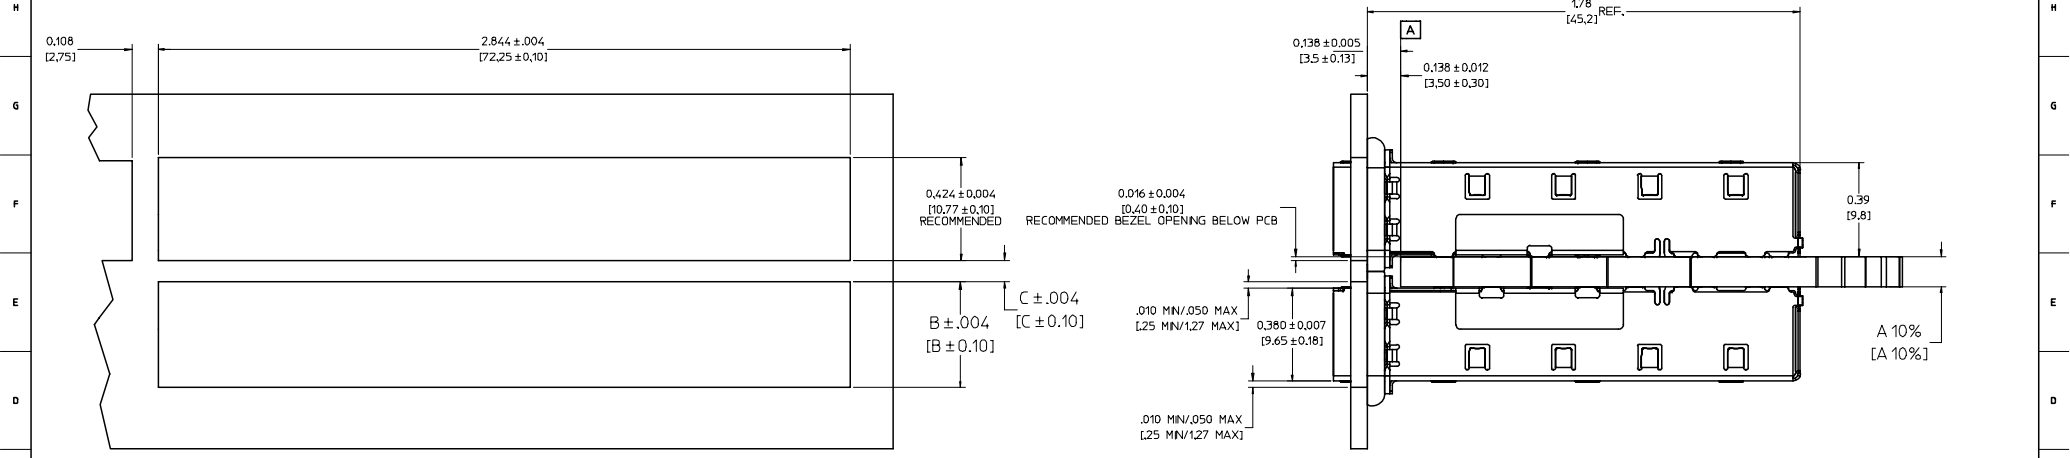 H
H
0.108
[2,75]
2.844 ±.004
[72,25 ±0,10]
1.78
[45,2] REF.
A
0.138 ±0.005
[3.5 ±0.13]
0.138 ±0.012
[3,50 ±0.30]
G
G
F
F
0.424 ±0.004
[10.77 ±0.10]
RECOMMENDED
0.016 ±0.004
[0.40 ±0.10]
RECOMMENDED BEZEL OPENING BELOW PCB
0.39
[9.8]
E
E
C ±.004
[C ±0.10]
B ±.004
[B ±0.10]
.010 MIN/.050 MAX
[.25 MIN/1.27 MAX]
0.380 ±0.007
[9.65 ±0.18]
A 10%
[A 10%]
D
D
.010 MIN/.050 MAX
[.25 MIN/1.27 MAX]